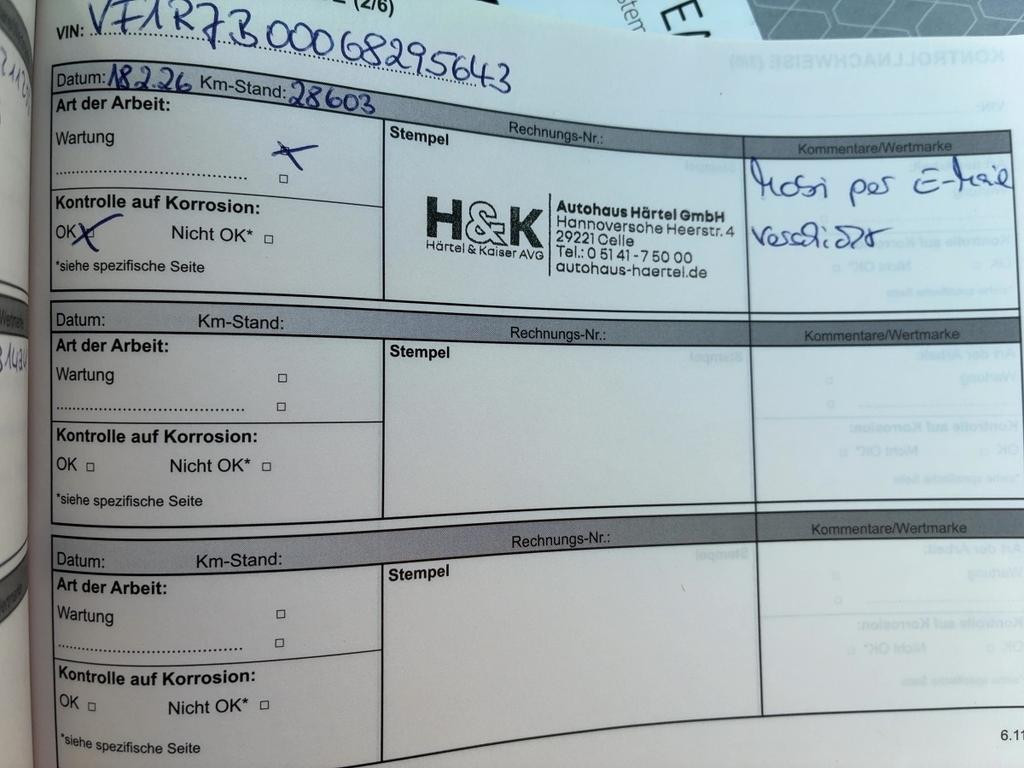 (2/6)
VIN: VF1R7B00068295643
Datum: 18.2.26 Km-Stand: 28603
Rechnungs-Nr.:
Kommentare/Wertmarke
Art der Arbeit:
Wartung
Kontrolle auf Korrosion:
OK Nicht OK*
*siehe spezifische Seite
Stempel
H&K
Härtel & Kaiser AVG
Autohaus Härtel GmbH
Hannoversche Heerstr. 4
29221 Celle
Tel.: 0 51 41 - 7 50 00
autohaus-haertel.de
Mobi per E-Mail
verschickt
Datum: Km-Stand:
Rechnungs-Nr.:
Kommentare/Wertmarke
Art der Arbeit:
Wartung
Kontrolle auf Korrosion:
OK Nicht OK*
*siehe spezifische Seite
Stempel
Datum: Km-Stand:
Rechnungs-Nr.:
Kommentare/Wertmarke
Art der Arbeit:
Wartung
Kontrolle auf Korrosion:
OK Nicht OK*
*siehe spezifische Seite
Stempel
6.11